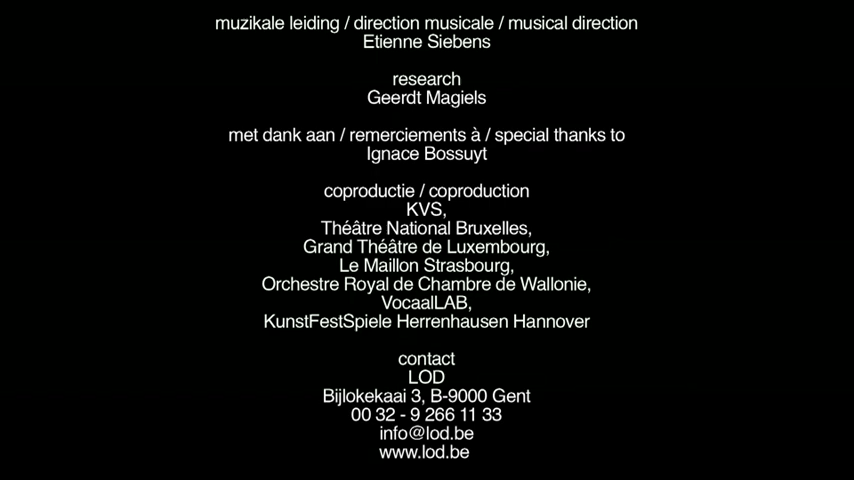 muzikale leiding / direction musicale / musical direction
Etienne Siebens
research
Geerdt Magiels
met dank aan / remerciements à / special thanks to
Ignace Bossuyt
coproductie / coproduction
KVS,
Théâtre National Bruxelles,
Grand Théâtre de Luxembourg,
Le Maillon Strasbourg,
Orchestre Royal de Chambre de Wallonie,
VocaalLAB,
KunstFestSpiele Herrenhausen Hannover
contact
LOD
Bijlokekaai 3, B-9000 Gent
00 32 - 9 266 11 33
info@lod.be
www.lod.be